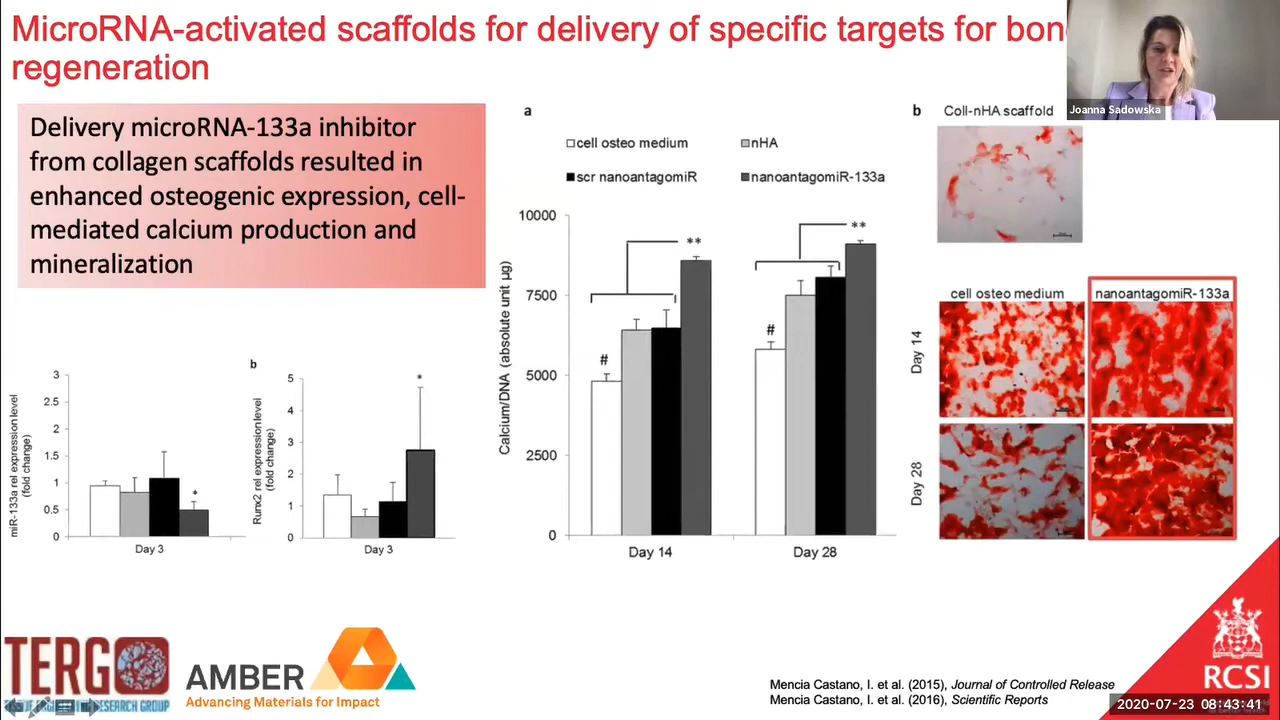 MicroRNA-activated scaffolds for delivery of specific targets for bon
regeneration
Joanna Sadowska
Delivery microRNA-133a inhibitor
from collagen scaffolds resulted in
enhanced osteogenic expression, cell-
mediated calcium production and
mineralization
a
cell osteo medium
nHA
scr nanoantagomiR
nanoantagomiR-133a
10000
7500
5000
2500
0
Calcium/DNA (absolute unit µg)
#
**
#
**
Day 14
Day 28
b
Coll-nHA scaffold
cell osteo medium
nanoantagomiR-133a
Day 14
Day 28
miR-133a rel expression level
(fold change)
3
2.5
2
1.5
1
0.5
0
*
Day 3
b
Runx2 rel expression level
(fold change)
5
4
3
2
1
0
*
Day 3
TERG
AMBER
Advancing Materials for Impact
Mencia Castano, I. et al. (2015), Journal of Controlled Release
Mencia Castano, I. et al. (2016), Scientific Reports
RCSI
2020-07-23 08:43:41